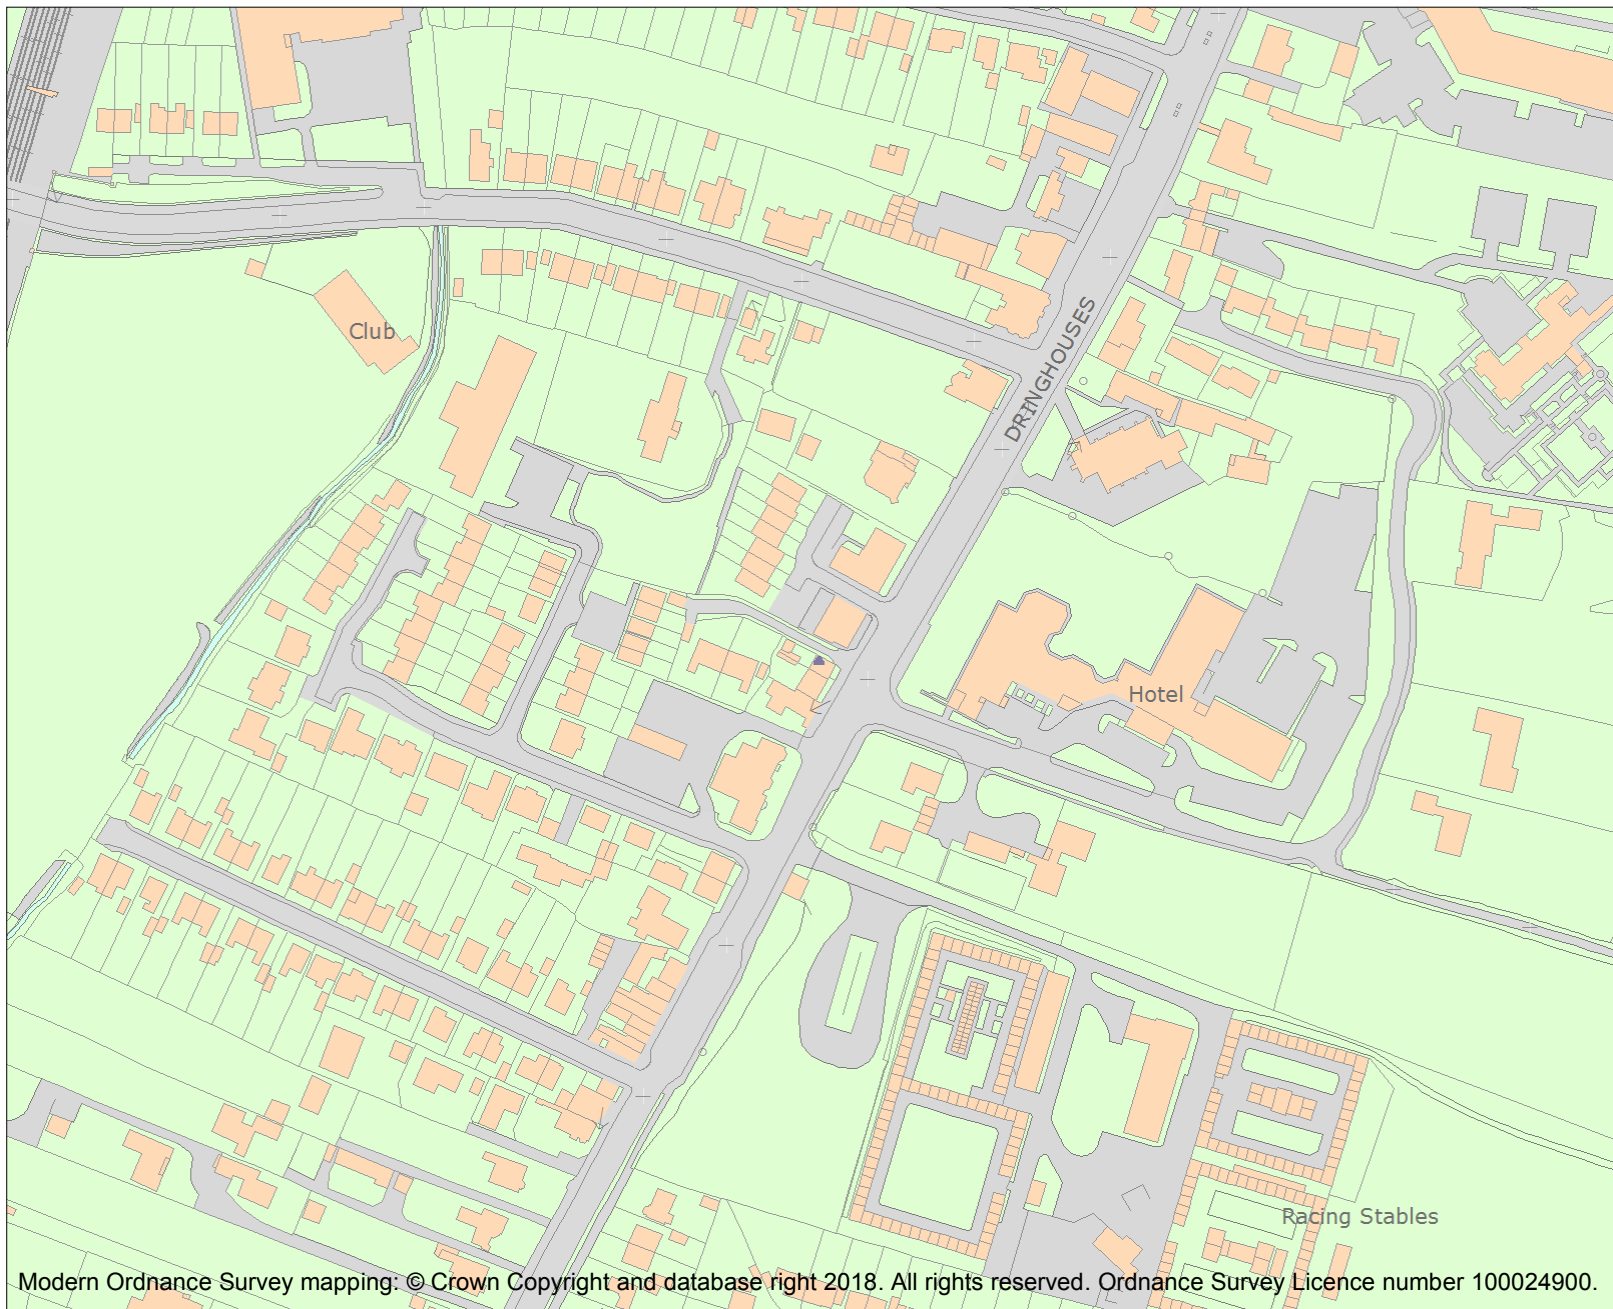 Club
DRINGHOUSES
Hotel
Racing Stables
Modern Ordnance Survey mapping: © Crown Copyright and database right 2018. All rights reserved. Ordnance Survey Licence number 100024900.